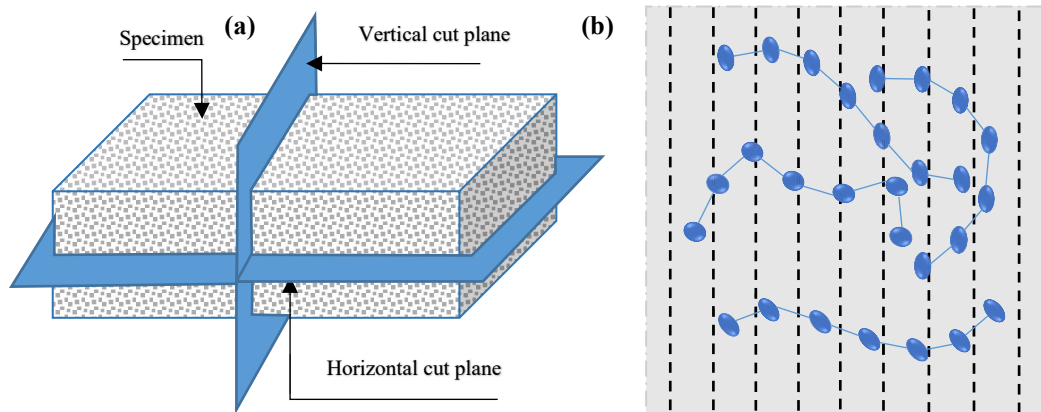 Specimen
(a)
Vertical cut plane
(b)
Horizontal cut plane